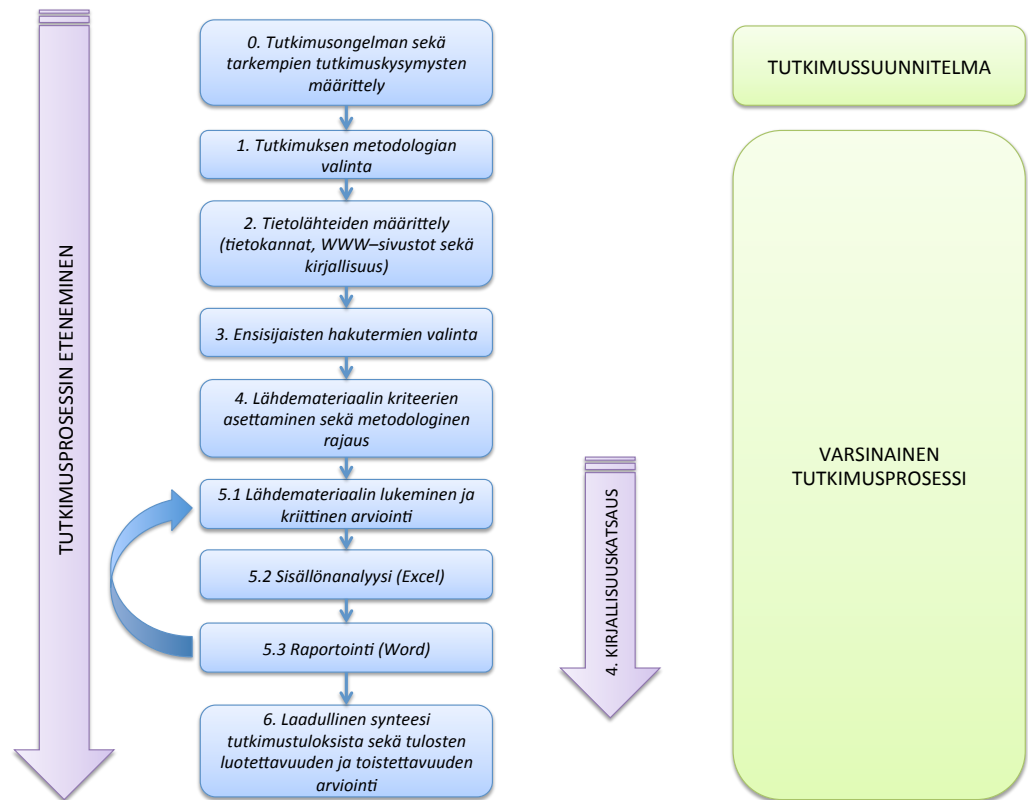 TUTKIMUSPROSESSIN ETENEMINEN
0. Tutkimusongelman sekä
tarkempien tutkimuskysymysten
määrittely
1. Tutkimuksen metodologian
valinta
2. Tietolähteiden määrittely
(tietokannat, WWW–sivustot sekä
kirjallisuus)
3. Ensisijaisten hakutermien valinta
4. Lähdemateriaalin kriteerien
asettaminen sekä metodologinen
rajaus
5.1 Lähdemateriaalin lukeminen ja
kriittinen arviointi
5.2 Sisällönanalyysi (Excel)
5.3 Raportointi (Word)
6. Laadullinen synteesi
tutkimustuloksista sekä tulosten
luotettavuuden ja toistettavuuden
arviointi
4. KIRJALLISUUSKATSAUS
TUTKIMUSSUUNNITELMA
VARSINAINEN
TUTKIMUSPROSESSI